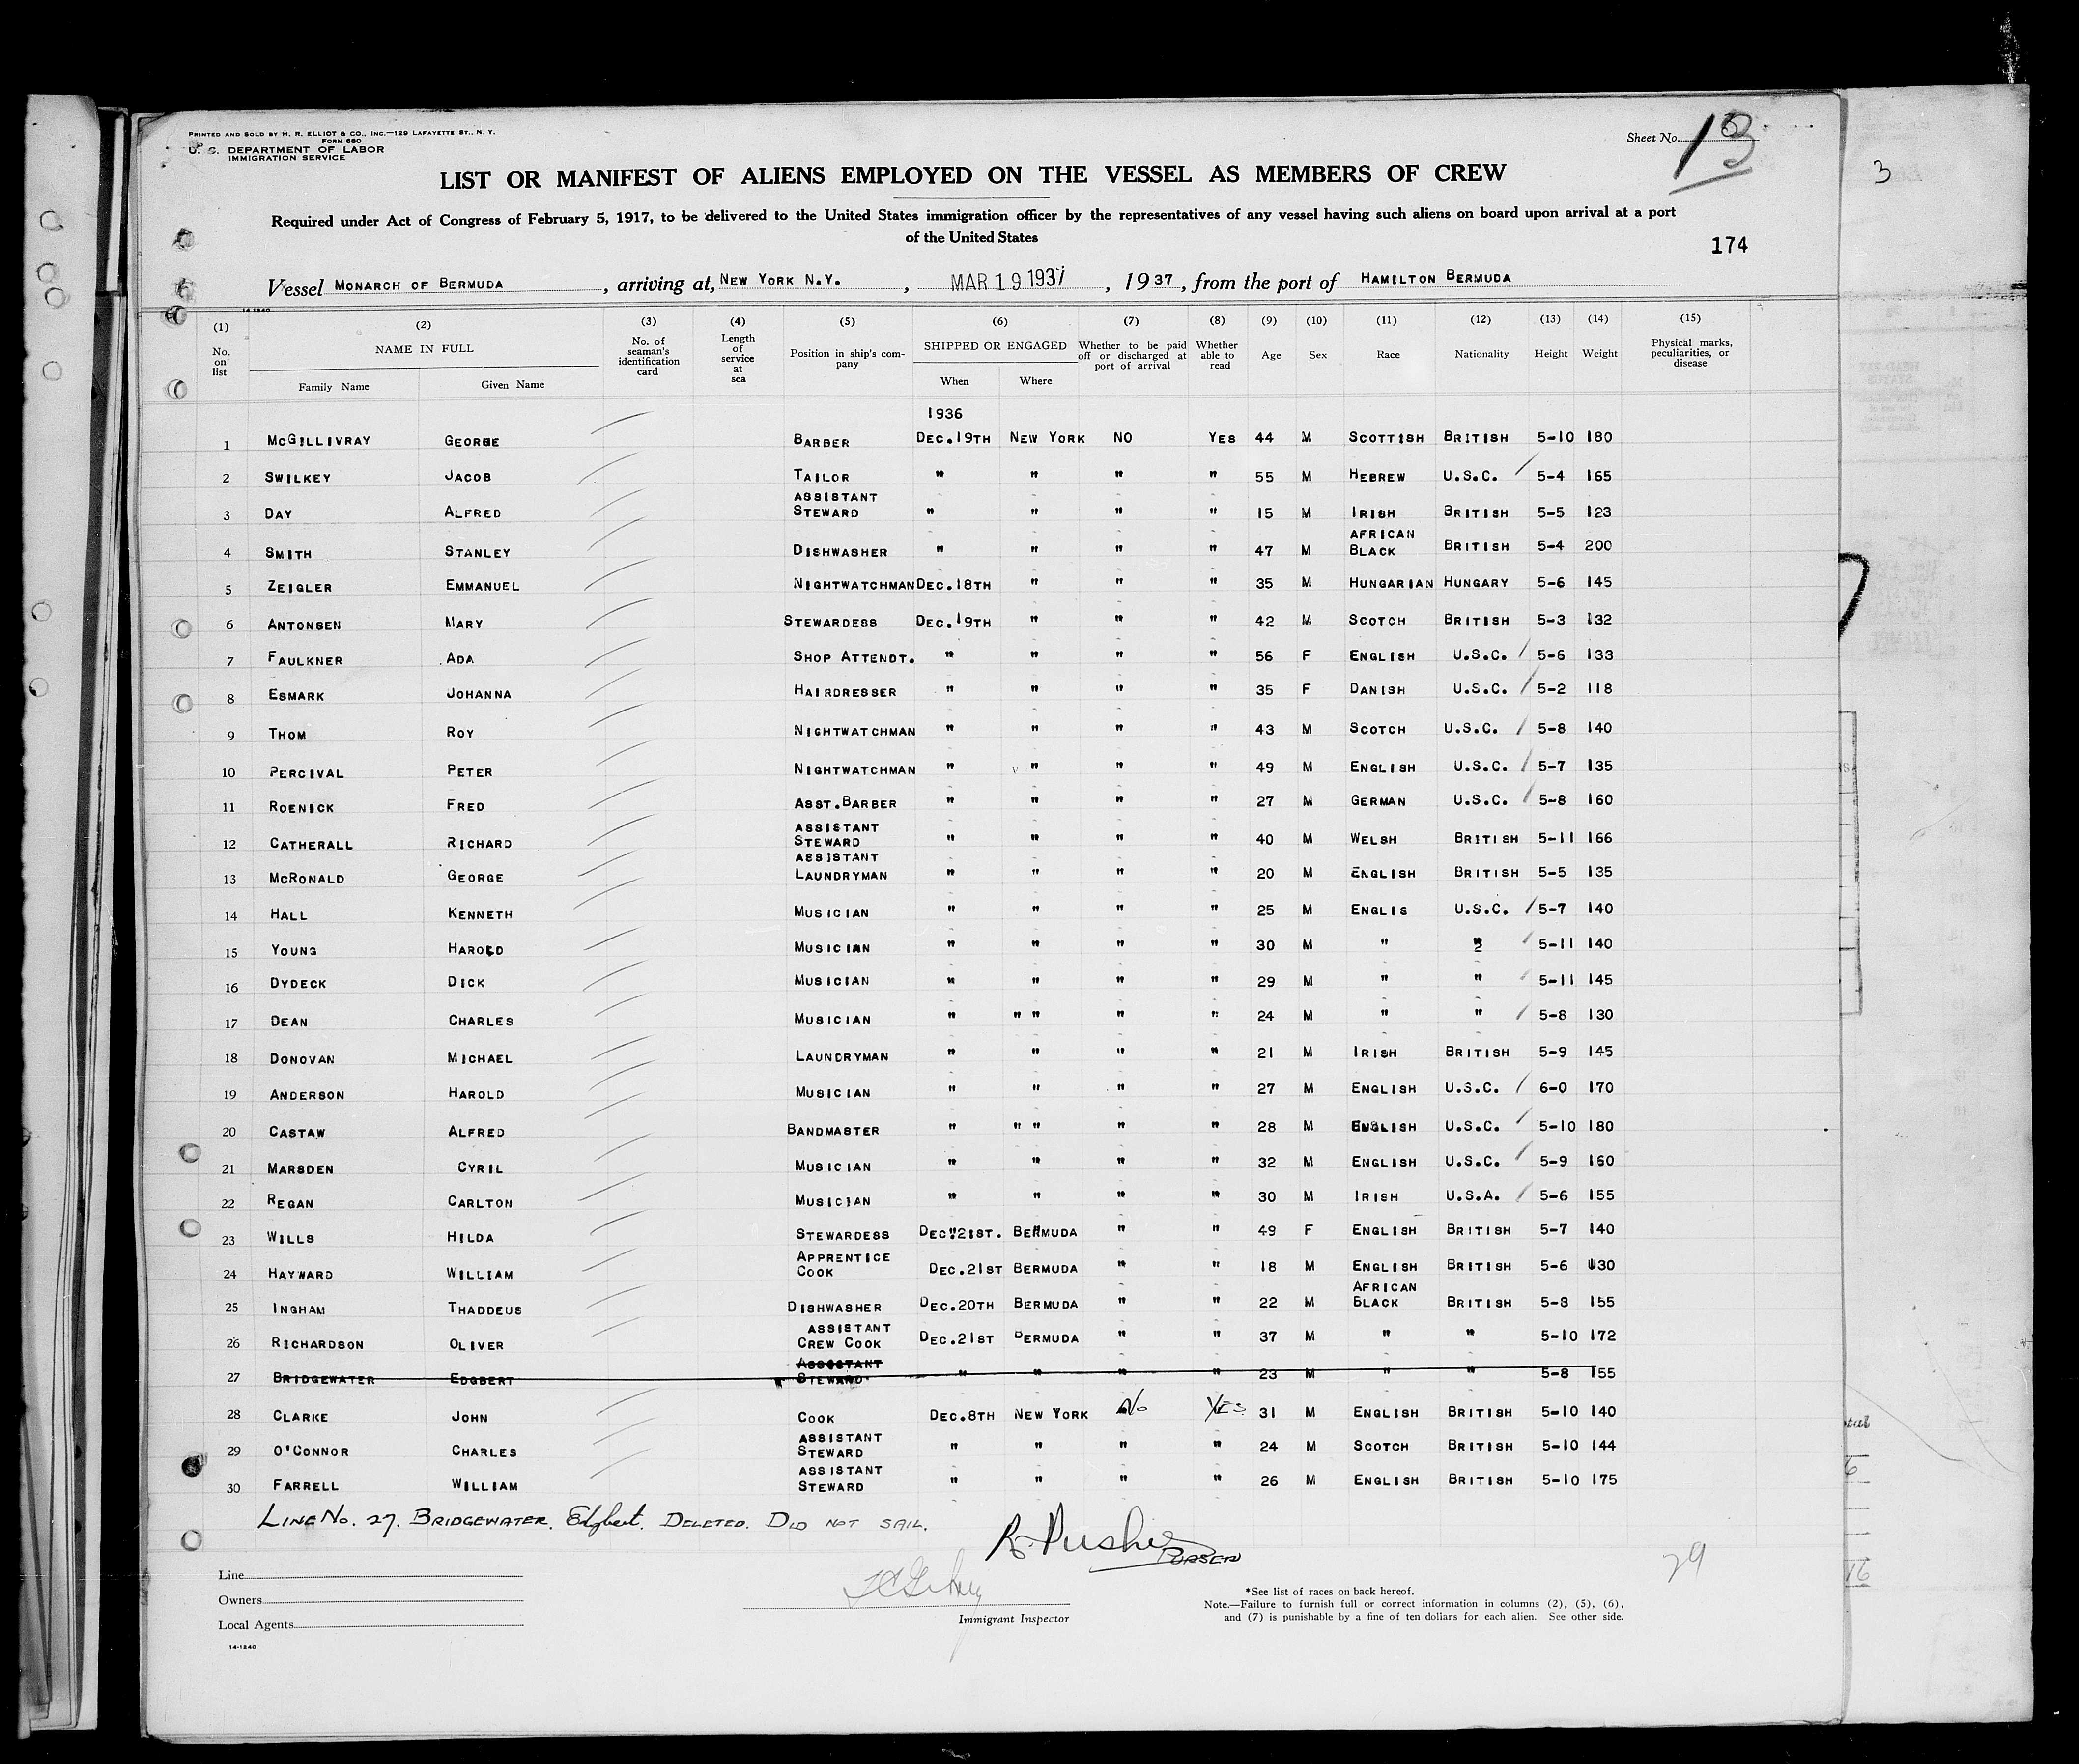 PRINTED AND SOLD BY H. R. ELLIOT & CO., INC.—129 LAFAYETTE ST., N. Y.
FORM 680
U. S. DEPARTMENT OF LABOR
IMMIGRATION SERVICE
Sheet No. 13
3
LIST OR MANIFEST OF ALIENS EMPLOYED ON THE VESSEL AS MEMBERS OF CREW
Required under Act of Congress of February 5, 1917, to be delivered to the United States immigration officer by the representatives of any vessel having such aliens on board upon arrival at a port
of the United States
174
Vessel MONARCH OF BERMUDA, arriving at, NEW YORK N.Y., MAR 19 1937, 1937, from the port of HAMILTON BERMUDA
14-1240
(1) (2) (3) (4) (5) (6) (7) (8) (9) (10) (11) (12) (13) (14) (15)
No. on list NAME IN FULL Family Name Given Name No. of seaman's identification card Length of service at sea Position in ship's company SHIPPED OR ENGAGED When Where Whether to be paid off or discharged at port of arrival Whether able to read Age Sex Race Nationality Height Weight Physical marks, peculiarities, or disease
1936
1 McGILLIVRAY GEORGE BARBER DEC.19TH NEW YORK NO YES 44 M SCOTTISH BRITISH 5-10 180
2 SWILKEY JACOB TAILOR " " " " 55 M HEBREW U.S.C. 5-4 165
3 DAY ALFRED ASSISTANT STEWARD " " " " 15 M IRISH BRITISH 5-5 123
4 SMITH STANLEY DISHWASHER " " " " 47 M AFRICAN BLACK BRITISH 5-4 200
5 ZEIGLER EMMANUEL NIGHTWATCHMAN DEC.18TH " " " 35 M HUNGARIAN HUNGARY 5-6 145
6 ANTONSEN MARY STEWARDESS DEC.19TH " " " 42 M SCOTCH BRITISH 5-3 132
7 FAULKNER ADA SHOP ATTENDT. " " " " 56 F ENGLISH U.S.C. 5-6 133
8 ESMARK JOHANNA HAIRDRESSER " " " " 35 F DANISH U.S.C. 5-2 118
9 THOM ROY NIGHTWATCHMAN " " " " 43 M SCOTCH U.S.C. 5-8 140
10 PERCIVAL PETER NIGHTWATCHMAN " " " " 49 M ENGLISH U.S.C. 5-7 135
11 ROENICK FRED ASST.BARBER " " " " 27 M GERMAN U.S.C. 5-8 160
12 CATHERALL RICHARD ASSISTANT STEWARD " " " " 40 M WELSH BRITISH 5-11 166
13 McRONALD GEORGE ASSISTANT LAUNDRYMAN " " " " 20 M ENGLISH BRITISH 5-5 135
14 HALL KENNETH MUSICIAN " " " " 25 M ENGLIS U.S.C. 5-7 140
15 YOUNG HAROLD MUSICIAN " " " " 30 M " " 5-11 140
16 DYDECK DICK MUSICIAN " " " " 29 M " " 5-11 145
17 DEAN CHARLES MUSICIAN " " " " " 24 M " " 5-8 130
18 DONOVAN MICHAEL LAUNDRYMAN " " " " 21 M IRISH BRITISH 5-9 145
19 ANDERSON HAROLD MUSICIAN " " " " 27 M ENGLISH U.S.C. 6-0 170
20 CASTAW ALFRED BANDMASTER " " " " " 28 M ENGLISH U.S.C. 5-10 180
21 MARSDEN CYRIL MUSICIAN " " " " 32 M ENGLISH U.S.C. 5-9 160
22 REGAN CARLTON MUSICIAN " " " " 30 M IRISH U.S.A. 5-6 155
23 WILLS HILDA STEWARDESS DEC.21ST. BERMUDA " " 49 F ENGLISH BRITISH 5-7 140
24 HAYWARD WILLIAM APPRENTICE COOK DEC.21ST BERMUDA " " 18 M ENGLISH BRITISH 5-6 130
25 INGHAM THADDEUS DISHWASHER DEC.20TH BERMUDA " " 22 M AFRICAN BLACK BRITISH 5-8 155
26 RICHARDSON OLIVER ASSISTANT CREW COOK DEC.21ST BERMUDA " " 37 M " " 5-10 172
27 BRIDGEWATER EDGBERT ASSISTANT STEWARD " " " " 23 M " " 5-8 155
28 CLARKE JOHN COOK DEC.8TH NEW YORK No YES 31 M ENGLISH BRITISH 5-10 140
29 O'CONNOR CHARLES ASSISTANT STEWARD " " " " 24 M SCOTCH BRITISH 5-10 144
30 FARRELL WILLIAM ASSISTANT STEWARD " " " " 26 M ENGLISH BRITISH 5-10 175
LINE No. 27. BRIDGEWATER. Edgbert. DELETED. DID NOT SAIL.
PURSER
29
Line
Owners
Local Agents
Immigrant Inspector
*See list of races on back hereof.
Note.—Failure to furnish full or correct information in columns (2), (5), (6),
and (7) is punishable by a fine of ten dollars for each alien. See other side.
14-1240